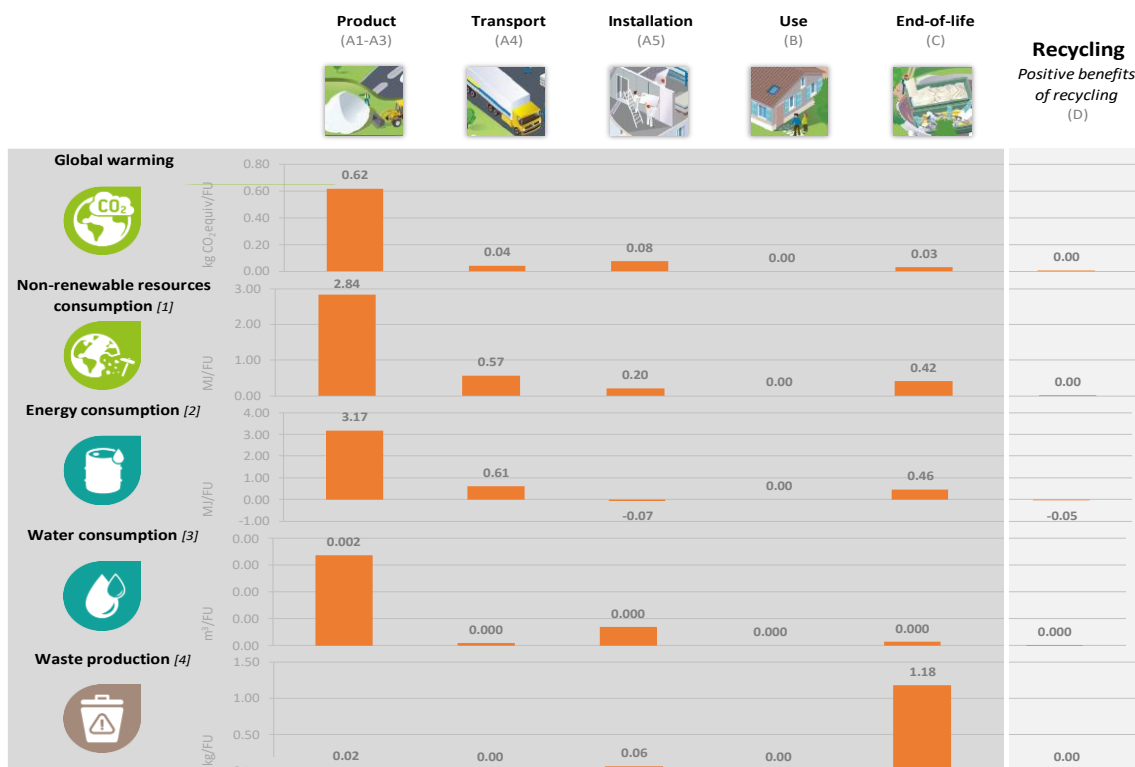 Product
(A1-A3)
Transport
(A4)
Installation
(A5)
Use
(B)
End-of-life
(C)
Recycling
Positive benefits
of recycling
(D)
Global warming
CO2
kg CO2equiv/FU
0.80
0.60
0.40
0.20
0.00
0.62
0.04
0.08
0.00
0.03
0.00
Non-renewable resources
consumption [1]
MJ/FU
3.00
2.00
1.00
0.00
2.84
0.57
0.20
0.00
0.42
0.00
Energy consumption [2]
MJ/FU
4.00
3.00
2.00
1.00
0.00
-1.00
3.17
0.61
-0.07
0.00
0.46
-0.05
Water consumption [3]
m³/FU
0.00
0.00
0.00
0.00
0.00
0.002
0.000
0.000
0.000
0.000
0.000
Waste production [4]
kg/FU
1.50
1.00
0.50
0.02
0.00
0.06
0.00
1.18
0.00